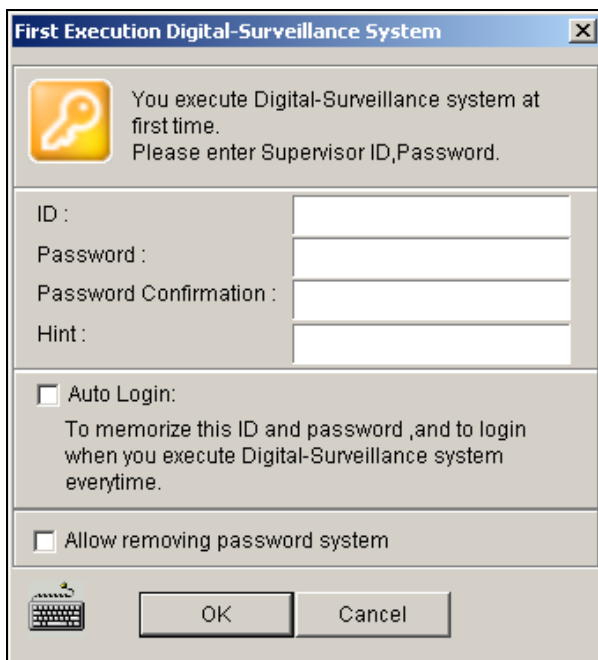 First Execution Digital-Surveillance System
You execute Digital-Surveillance system at
first time.
Please enter Supervisor ID,Password.
ID :
Password :
Password Confirmation :
Hint :
Auto Login:
To memorize this ID and password ,and to login
when you execute Digital-Surveillance system
everytime.
Allow removing password system
OK
Cancel